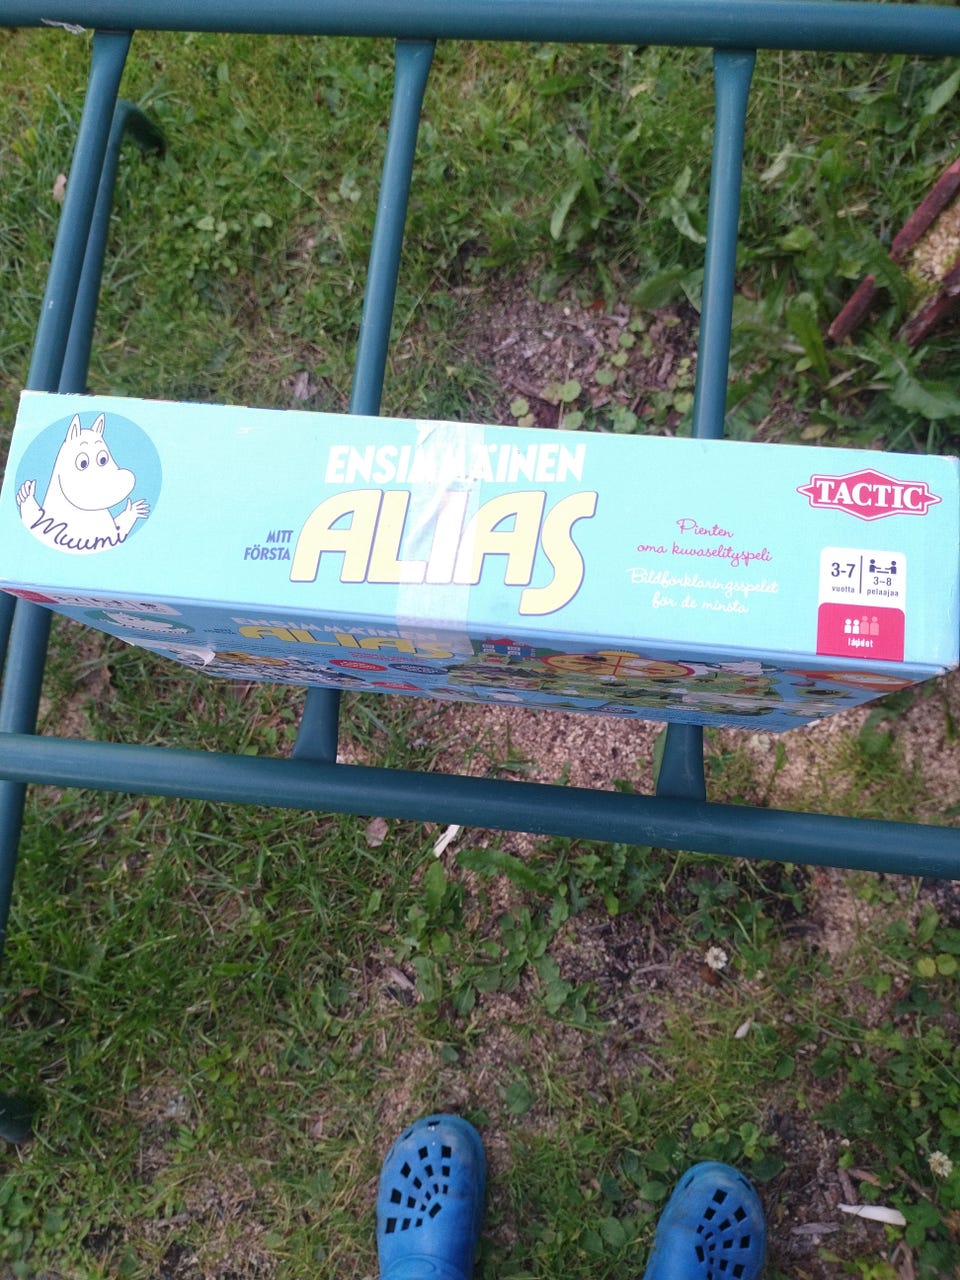 Muumi
ENSIMMÄINEN
MITT
FÖRSTA
ALIAS
Pienten
oma kuvaselityspeli
Bildförklaringsspelet
för de minsta
TACTIC
3-7
vuotta
3-8
pelaajaa
ENSIMMÄINEN
ALIAS